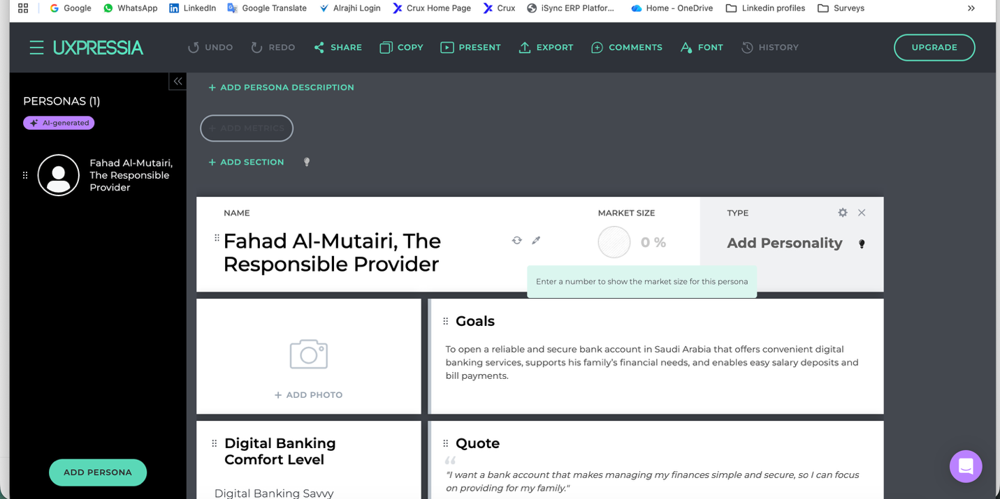 Google
WhatsApp
LinkedIn
Google Translate
Alrajhi Login
Crux Home Page
Crux
iSync ERP Platfor...
Home - OneDrive
Linkedin profiles
Surveys
»
UXPRESSIA
UNDO
REDO
SHARE
COPY
PRESENT
EXPORT
COMMENTS
FONT
HISTORY
UPGRADE
PERSONAS (1)
AI-generated
Fahad Al-Mutairi,
The Responsible
Provider
ADD PERSONA
+ ADD PERSONA DESCRIPTION
+ ADD METRICS
+ ADD SECTION
NAME
Fahad Al-Mutairi, The
Responsible Provider
MARKET SIZE
0 %
TYPE
Add Personality
Enter a number to show the market size for this persona
+ ADD PHOTO
Goals
To open a reliable and secure bank account in Saudi Arabia that offers convenient digital
banking services, supports his family's financial needs, and enables easy salary deposits and
bill payments.
Digital Banking
Comfort Level
Digital Banking Savvy
Quote
"I want a bank account that makes managing my finances simple and secure, so I can focus
on providing for my family."